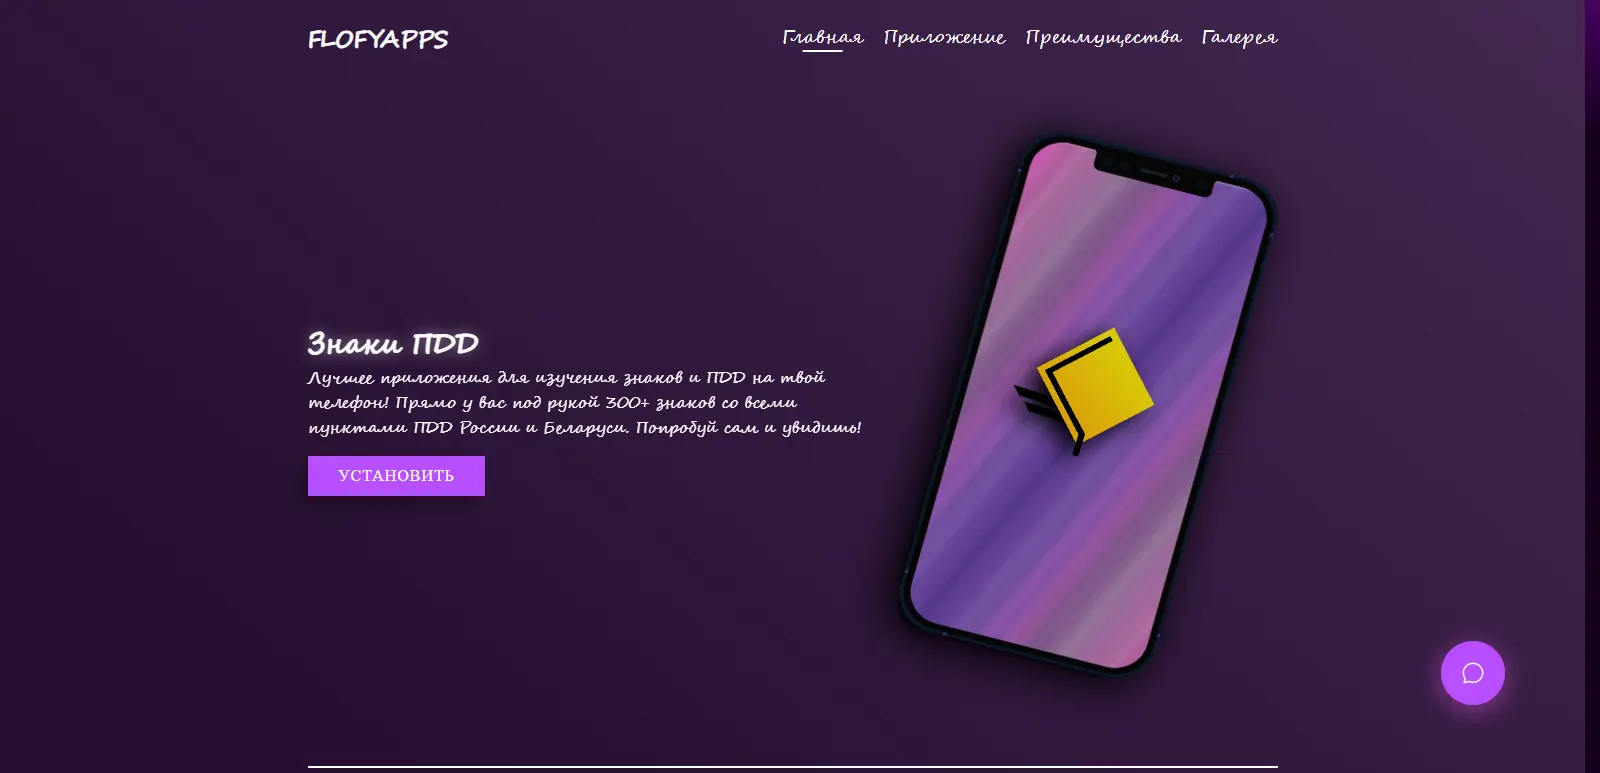 FLOFYAPPS
Главная Приложение Преимущества Галерея
Знаки ПДД
Лучшее приложения для изучения знаков и ПДД на твой
телефон! Прямо у вас под рукой 300+ знаков со всеми
пунктами ПДД России и Беларуси. Попробуй сам и увидишь!
УСТАНОВИТЬ